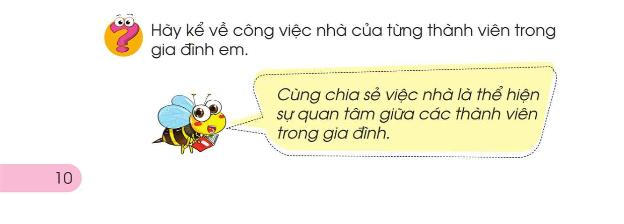 Hãy kể về công việc nhà của từng thành viên trong
gia đình em.
Cùng chia sẻ việc nhà là thể hiện
sự quan tâm giữa các thành viên
trong gia đình.
10